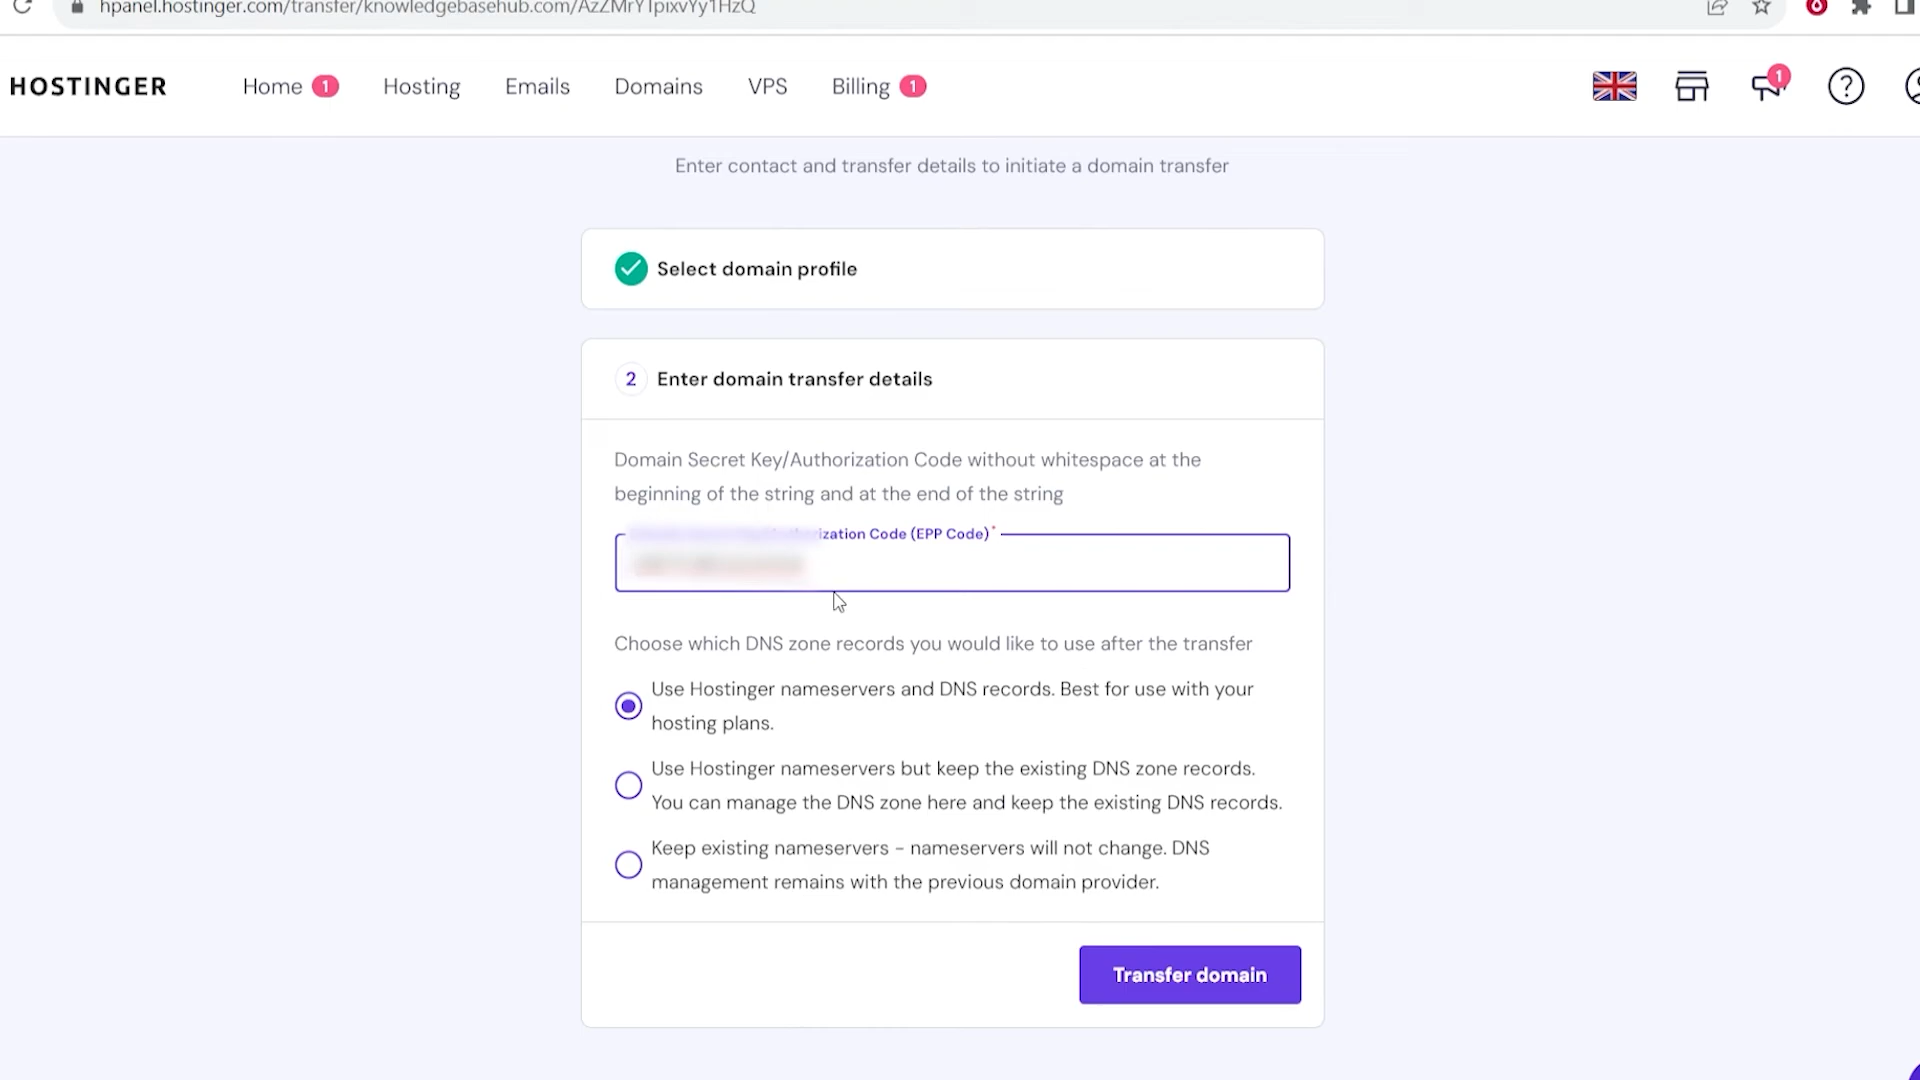 hpanel.hostinger.com/transfer/knowledgebasehub.com/AzZMrY1pixvYy1HzQ
HOSTINGER
Home 1
Hosting
Emails
Domains
VPS
Billing 1
1
?
Enter contact and transfer details to initiate a domain transfer
Select domain profile
2 Enter domain transfer details
Domain Secret Key/Authorization Code without whitespace at the
beginning of the string and at the end of the string
Code (EPP Code)*
Choose which DNS zone records you would like to use after the transfer
Use Hostinger nameservers and DNS records. Best for use with your
hosting plans.
Use Hostinger nameservers but keep the existing DNS zone records.
You can manage the DNS zone here and keep the existing DNS records.
Keep existing nameservers - nameservers will not change. DNS
management remains with the previous domain provider.
Transfer domain